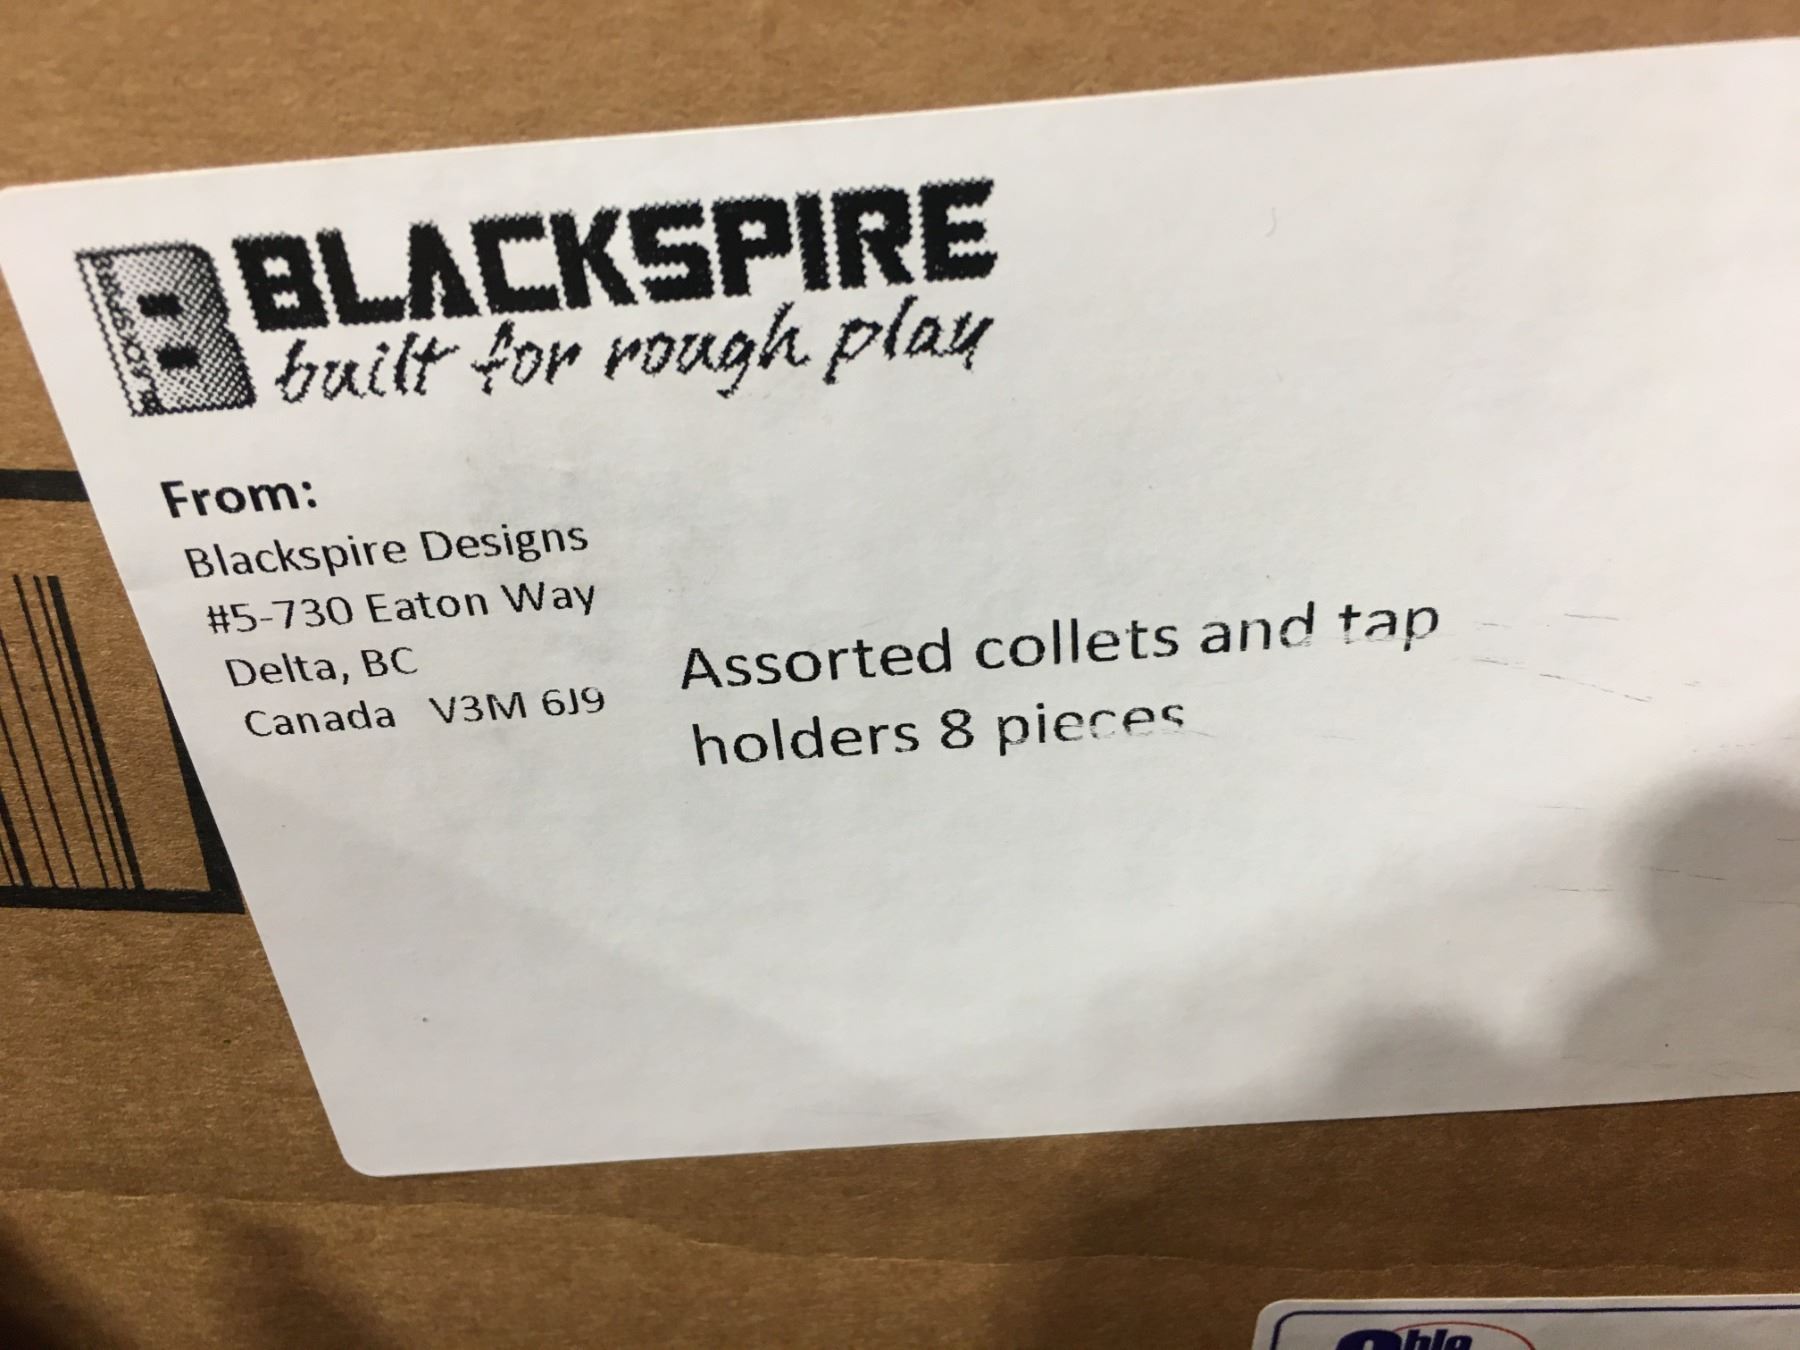 BLACKSPIRE
built for rough play
From:
Blackspire Designs
#5-730 Eaton Way
Delta, BC
Canada V3M 6J9
Assorted collets and tap
holders 8 pieces